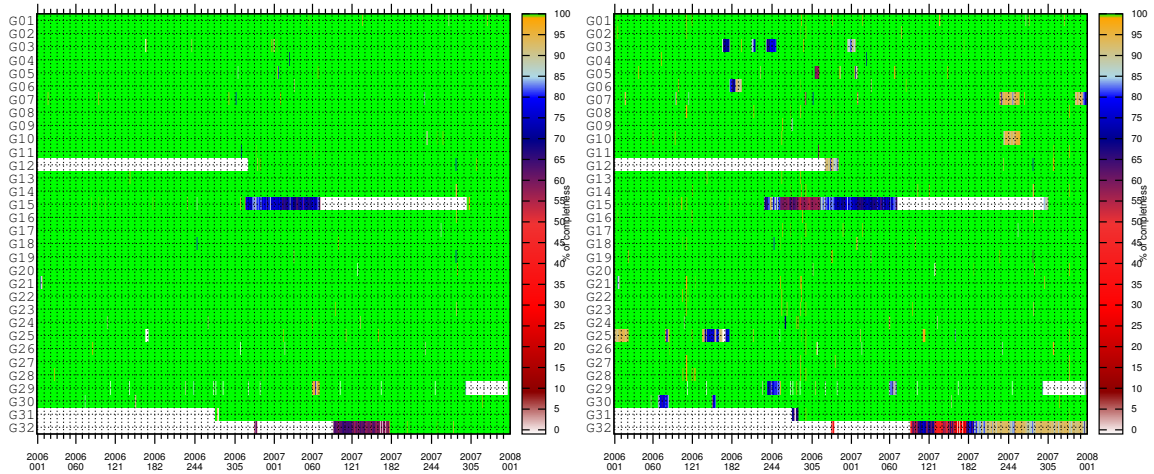 G01
G02
G03
G04
G05
G06
G07
G08
G09
G10
G11
G12
G13
G14
G15
G16
G17
G18
G19
G20
G21
G22
G23
G24
G25
G26
G27
G28
G29
G30
G31
G32
2006 2006 2006 2006 2006 2006 2007 2007 2007 2007 2007 2007 2008
001 060 121 182 244 305 001 060 121 182 244 305 001
100
95
90
85
80
75
70
65
60
55
50
45
40
35
30
25
20
15
10
5
0
% of completness
G01
G02
G03
G04
G05
G06
G07
G08
G09
G10
G11
G12
G13
G14
G15
G16
G17
G18
G19
G20
G21
G22
G23
G24
G25
G26
G27
G28
G29
G30
G31
G32
2006 2006 2006 2006 2006 2006 2007 2007 2007 2007 2007 2007 2008
001 060 121 182 244 305 001 060 121 182 244 305 001
100
95
90
85
80
75
70
65
60
55
50
45
40
35
30
25
20
15
10
5
0
% of completness